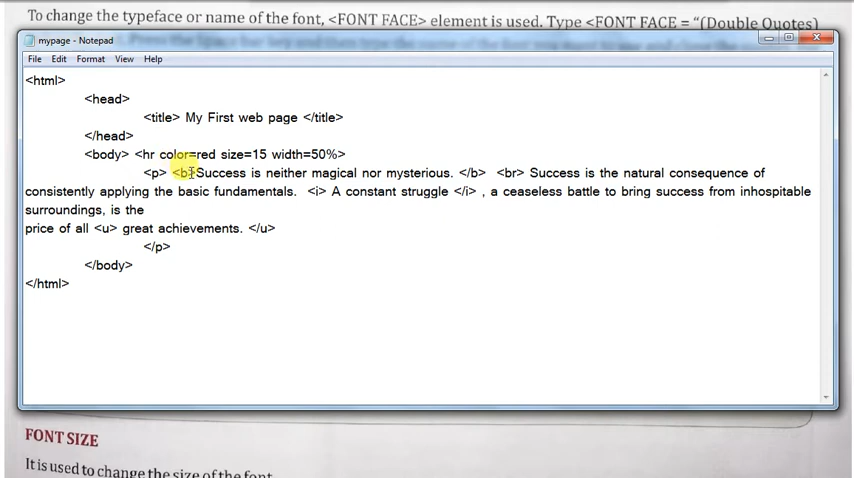 To change the typeface or name of the font, <FONT FACE> element is used. Type <FONT FACE = “(Double Quotes)
mypage - Notepad
File Edit Format View Help
<html>
<head>
<title> My First web page </title>
</head>
<body> <hr color=red size=15 width=50%>
<p> <b>Success is neither magical nor mysterious. </b> <br> Success is the natural consequence of
consistently applying the basic fundamentals. <i> A constant struggle </i> , a ceaseless battle to bring success from inhospitable
surroundings, is the
price of all <u> great achievements. </u>
</p>
</body>
</html>
FONT SIZE
It is used to change the size of the font